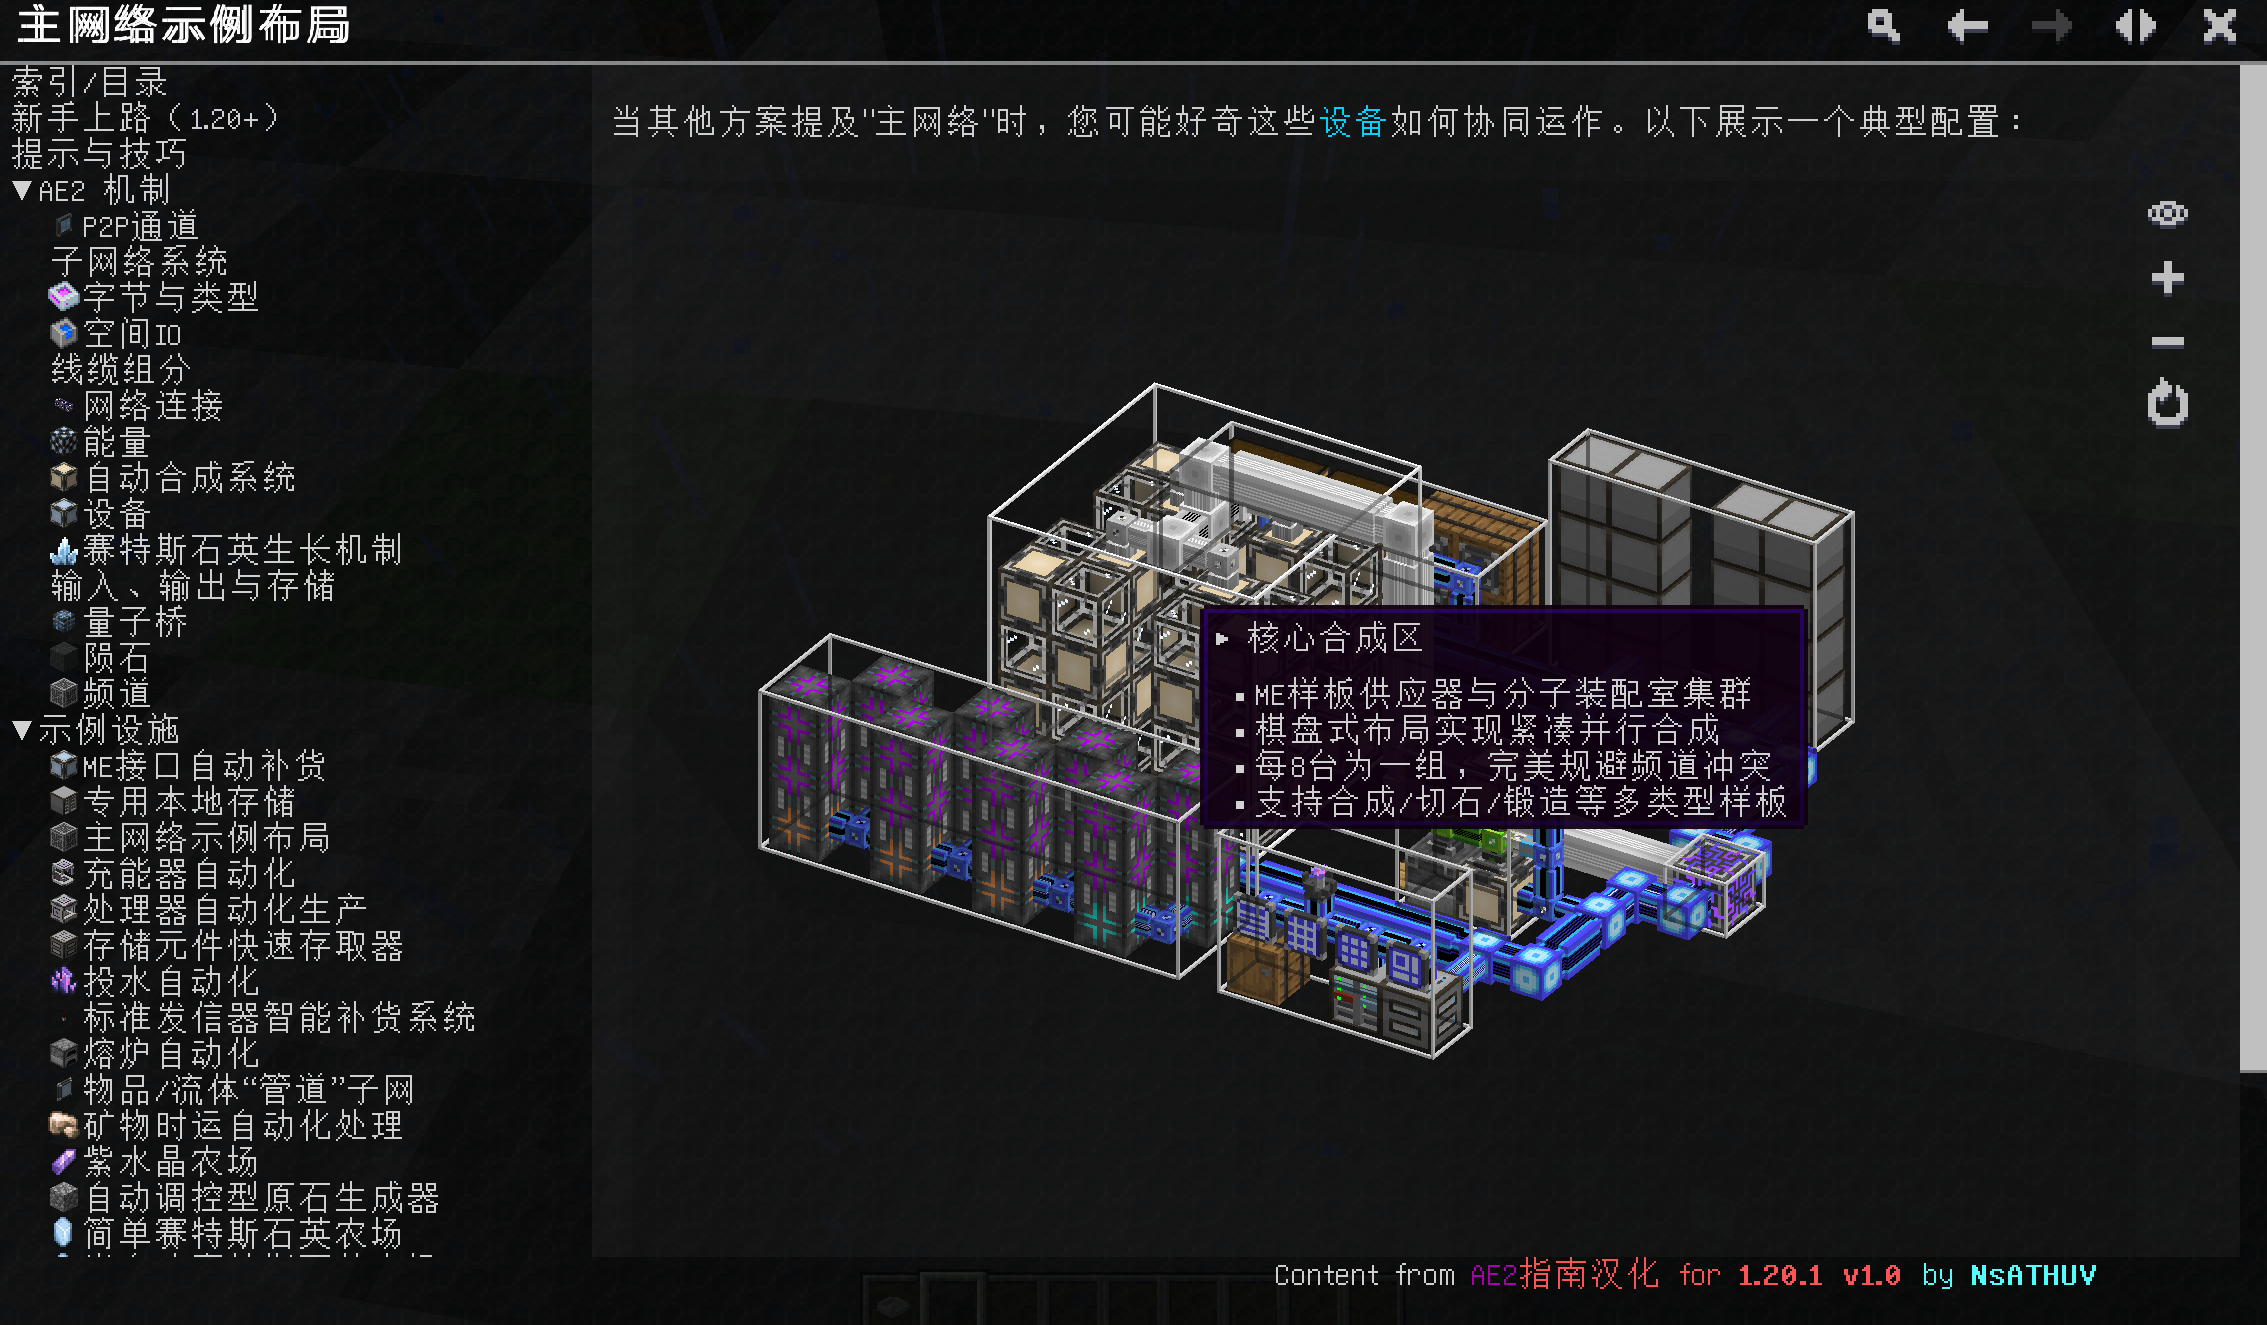 主网络示例布局
索引/目录
新手上路（1.20+）
提示与技巧
▼AE2 机制
P2P通道
子网络系统
字节与类型
空间IO
线缆组分
网络连接
能量
自动合成系统
设备
赛特斯石英生长机制
输入、输出与存储
量子桥
陨石
频道
▼示例设施
ME接口自动补货
专用本地存储
主网络示例布局
充能器自动化
处理器自动化生产
存储元件快速存取器
投水自动化
标准发信器智能补货系统
熔炉自动化
物品/流体“管道”子网
矿物时运自动化处理
紫水晶农场
自动调控型原石生成器
简单赛特斯石英农场
当其他方案提及"主网络"时，您可能好奇这些设备如何协同运作。以下展示一个典型配置：
▶ 核心合成区
▪ ME样板供应器与分子装配室集群
▪ 棋盘式布局实现紧凑并行合成
▪ 每8台为一组，完美规避频道冲突
▪ 支持合成/切石/锻造等多类型样板
Content from AE2指南汉化 for 1.20.1 v1.0 by NsATHUV